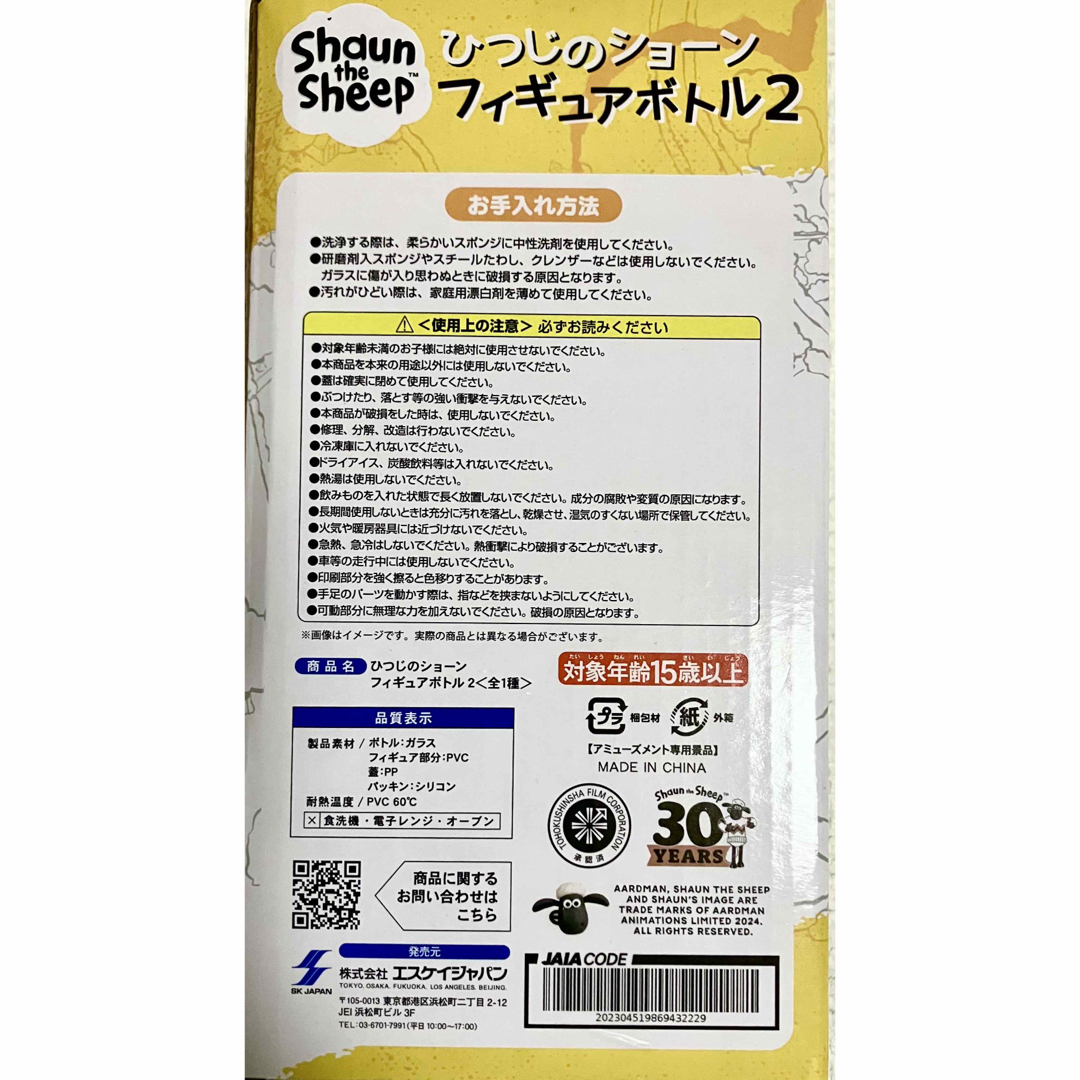 Shaun
the
Sheep™
ひつじのショーン
フィギュアボトル2
お手入れ方法
●洗浄する際は、柔らかいスポンジに中性洗剤を使用してください。
●研磨剤入スポンジやスチールたわし、クレンザーなどは使用しないでください。
ガラスに傷が入り思わぬときに破損する原因となります。
●汚れがひどい際は、家庭用漂白剤を薄めて使用してください。
⚠＜使用上の注意＞必ずお読みください
●対象年齢未満のお子様には絶対に使用させないでください。
●本商品を本来の用途以外には使用しないでください。
●蓋は確実に閉めて使用してください。
●ぶつけたり、落とす等の強い衝撃を与えないでください。
●本商品が破損をした時は、使用しないでください。
●修理、分解、改造は行わないでください。
●冷凍庫に入れないでください。
●ドライアイス、炭酸飲料等は入れないでください。
●熱湯は使用しないでください。
●飲みものを入れた状態で長く放置しないでください。成分の腐敗や変質の原因になります。
●長期間使用しないときは充分に汚れを落とし、乾燥させ、湿気のすくない場所で保管してください。
●火気や暖房器具には近づけないでください。
●急熱、急冷はしないでください。熱衝撃により破損することがございます。
●車等の走行中には使用しないでください。
●印刷部分を強く擦ると色移りすることがあります。
●手足のパーツを動かす際は、指などを挟まないようにしてください。
●可動部分に無理な力を加えないでください。破損の原因となります。
※画像はイメージです。実際の商品とは異なる場合がございます。
商品名 ひつじのショーン
フィギュアボトル 2＜全1種＞
たいしょうねんれい さいいじょう
対象年齢15歳以上
プラ 梱包材 紙 外箱
【アミューズメント専用景品】
MADE IN CHINA
品質表示
製品素材 / ボトル：ガラス
フィギュア部分：PVC
蓋：PP
パッキン：シリコン
耐熱温度 / PVC 60℃
× 食洗機・電子レンジ・オーブン
TOHOKUSHINSHA FILM CORPORATION
承認済
Shaun the Sheep™
30
YEARS
商品に関する
お問い合わせは
こちら
AARDMAN, SHAUN THE SHEEP
AND SHAUN'S IMAGE ARE
TRADE MARKS OF AARDMAN
ANIMATIONS LIMITED 2024.
ALL RIGHTS RESERVED.
発売元
SK JAPAN
株式会社 エスケイジャパン
TOKYO. OSAKA. FUKUOKA. LOS ANGELES. BEIJING.
〒105-0013 東京都港区浜松町二丁目 2-12
JEI 浜松町ビル 3F
TEL:03-6701-7991(平日 10:00〜17:00)
JAIA CODE
202304519869432229